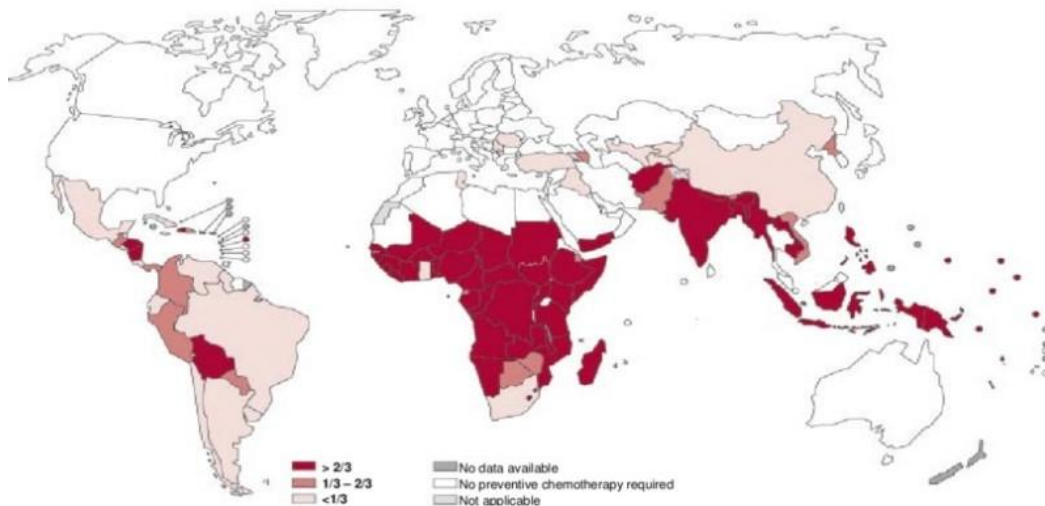 > 2/3
1/3 – 2/3
<1/3
No data available
No preventive chemotherapy required
Not applicable